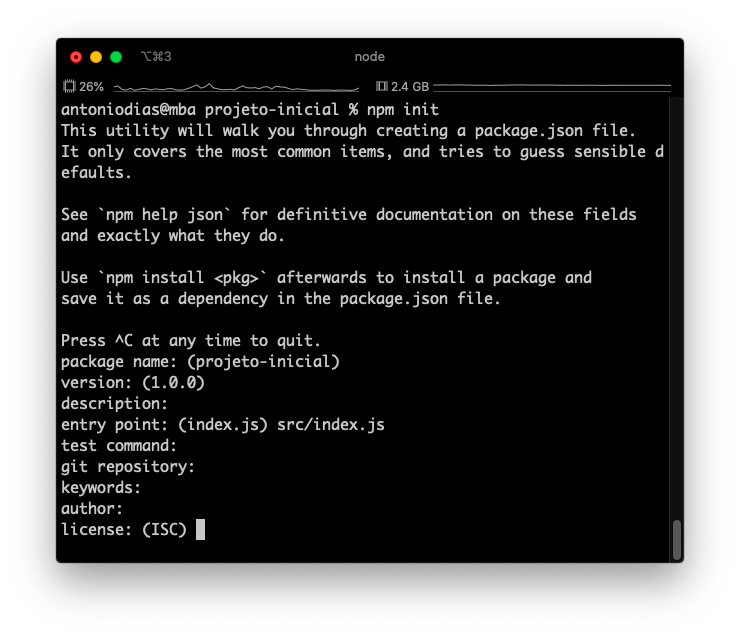 ⌥⌘3 node
26% 2.4 GB
antoniodias@mba projeto-inicial % npm init
This utility will walk you through creating a package.json file.
It only covers the most common items, and tries to guess sensible d
efaults.
See `npm help json` for definitive documentation on these fields
and exactly what they do.
Use `npm install <pkg>` afterwards to install a package and
save it as a dependency in the package.json file.
Press ^C at any time to quit.
package name: (projeto-inicial)
version: (1.0.0)
description:
entry point: (index.js) src/index.js
test command:
git repository:
keywords:
author:
license: (ISC)